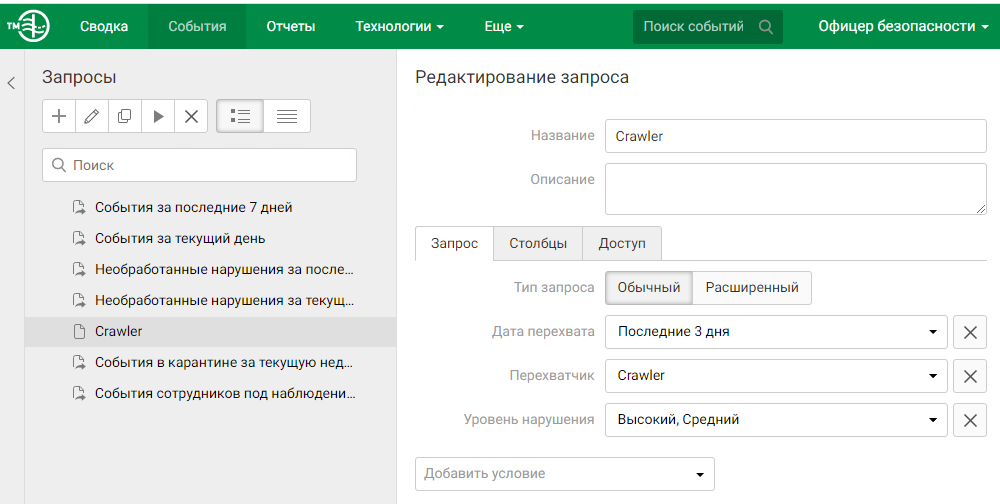 TM
Сводка
События
Отчеты
Технологии
Еще
Поиск событий
Офицер безопасности
Запросы
Поиск
События за последние 7 дней
События за текущий день
Необработанные нарушения за после...
Необработанные нарушения за текущ...
Crawler
События в карантине за текущую нед...
События сотрудников под наблюдени...
Редактирование запроса
Название
Crawler
Описание
Запрос
Столбцы
Доступ
Тип запроса
Обычный
Расширенный
Дата перехвата
Последние 3 дня
Перехватчик
Crawler
Уровень нарушения
Высокий, Средний
Добавить условие